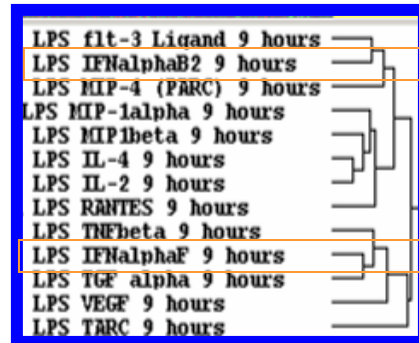 LPS flt-3 Ligand 9 hours
LPS IFNalphaB2 9 hours
LPS MIP-4 (PARC) 9 hours
LPS MIP-1alpha 9 hours
LPS MIP1beta 9 hours
LPS IL-4 9 hours
LPS IL-2 9 hours
LPS RANTES 9 hours
LPS TNFbeta 9 hours
LPS IFNalphaF 9 hours
LPS TGF alpha 9 hours
LPS VEGF 9 hours
LPS TARC 9 hours